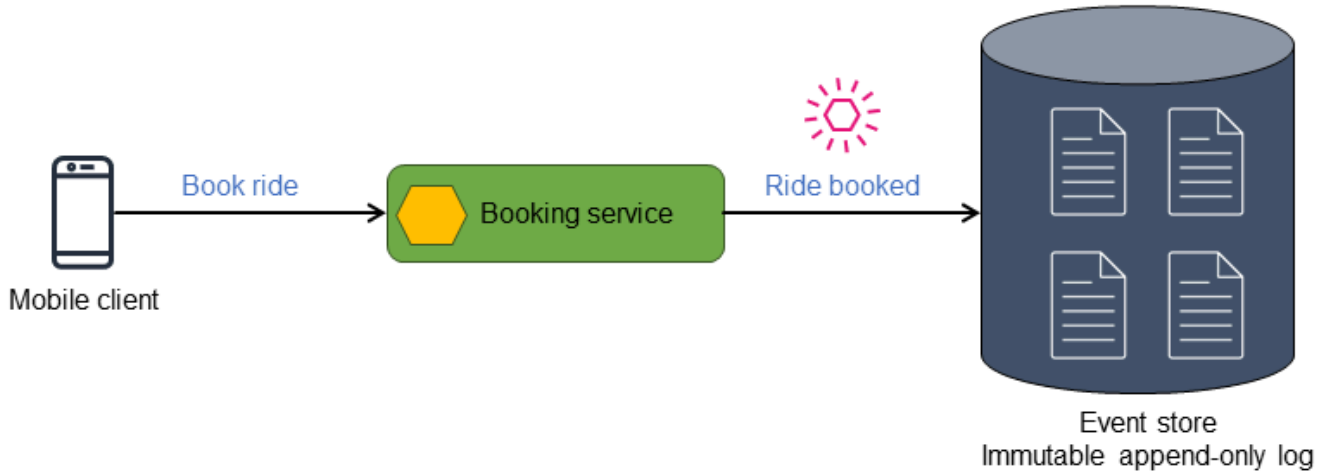 Book ride
Booking service
Ride booked
Mobile client
Event store
Immutable append-only log